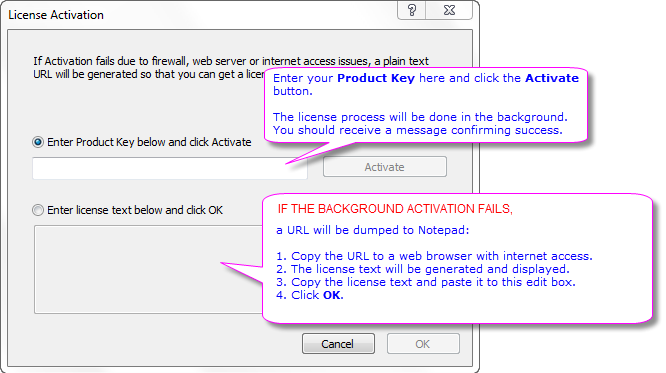 License Activation
If Activation fails due to firewall, web server or internet access issues, a plain text
URL will be generated so that you can get a licen
Enter your Product Key here and click the Activate
button.
The license process will be done in the background.
You should receive a message confirming success.
Enter Product Key below and click Activate
Activate
Enter license text below and click OK
IF THE BACKGROUND ACTIVATION FAILS,
a URL will be dumped to Notepad:
1. Copy the URL to a web browser with internet access.
2. The license text will be generated and displayed.
3. Copy the license text and paste it to this edit box.
4. Click OK.
Cancel
OK